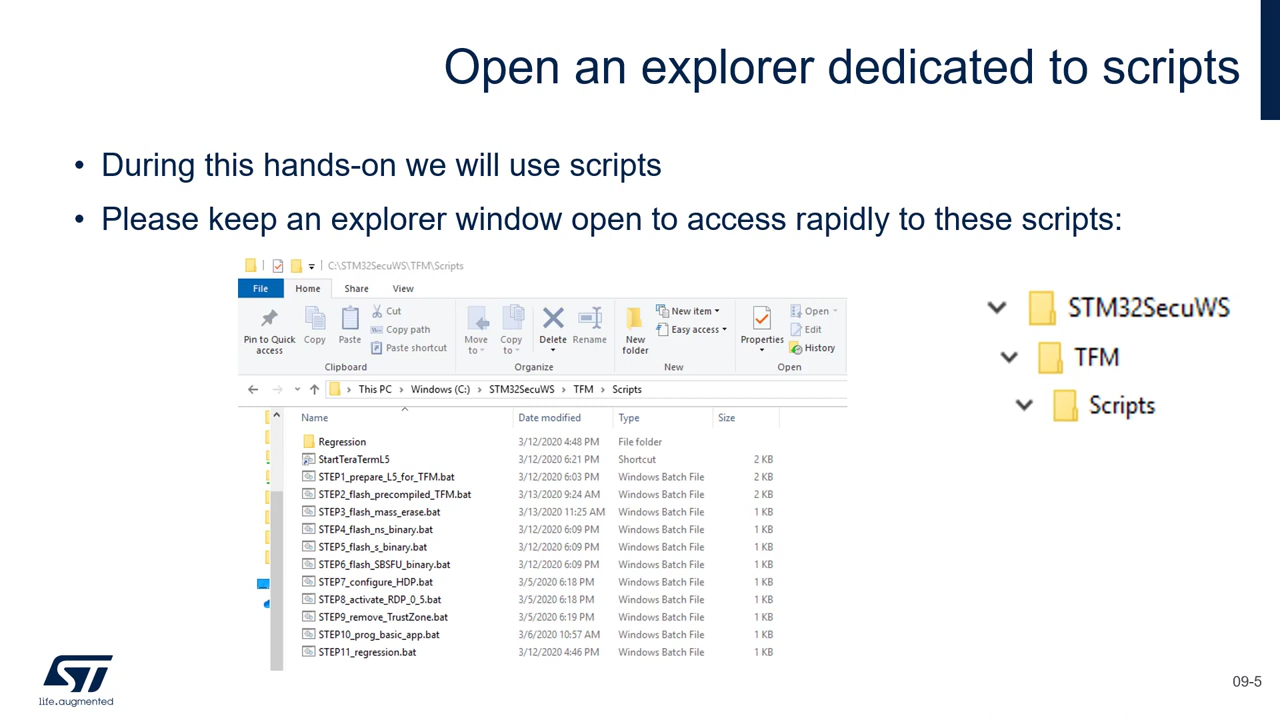 Open an explorer dedicated to scripts
• During this hands-on we will use scripts
• Please keep an explorer window open to access rapidly to these scripts:
C:\STM32SecuWS\TFM\Scripts
File Home Share View
Pin to Quick access
Copy
Paste
Cut
Copy path
Paste shortcut
Clipboard
Move to
Copy to
Delete
Rename
Organize
New folder
New item
Easy access
New
Properties
Open
Edit
History
Open
This PC > Windows (C:) > STM32SecuWS > TFM > Scripts
Name Date modified Type Size
Regression 3/12/2020 4:48 PM File folder
StartTeraTermL5 3/12/2020 6:21 PM Shortcut 2 KB
STEP1_prepare_L5_for_TFM.bat 3/12/2020 6:03 PM Windows Batch File 2 KB
STEP2_flash_precompiled_TFM.bat 3/13/2020 9:24 AM Windows Batch File 2 KB
STEP3_flash_mass_erase.bat 3/13/2020 11:25 AM Windows Batch File 1 KB
STEP4_flash_ns_binary.bat 3/12/2020 6:09 PM Windows Batch File 1 KB
STEP5_flash_s_binary.bat 3/12/2020 6:09 PM Windows Batch File 1 KB
STEP6_flash_SBSFU_binary.bat 3/12/2020 6:09 PM Windows Batch File 1 KB
STEP7_configure_HDP.bat 3/5/2020 6:18 PM Windows Batch File 1 KB
STEP8_activate_RDP_0_5.bat 3/5/2020 6:18 PM Windows Batch File 1 KB
STEP9_remove_TrustZone.bat 3/5/2020 6:19 PM Windows Batch File 1 KB
STEP10_prog_basic_app.bat 3/6/2020 10:57 AM Windows Batch File 1 KB
STEP11_regression.bat 3/12/2020 4:46 PM Windows Batch File 1 KB
STM32SecuWS
TFM
Scripts
ST
life.augmented
09-5